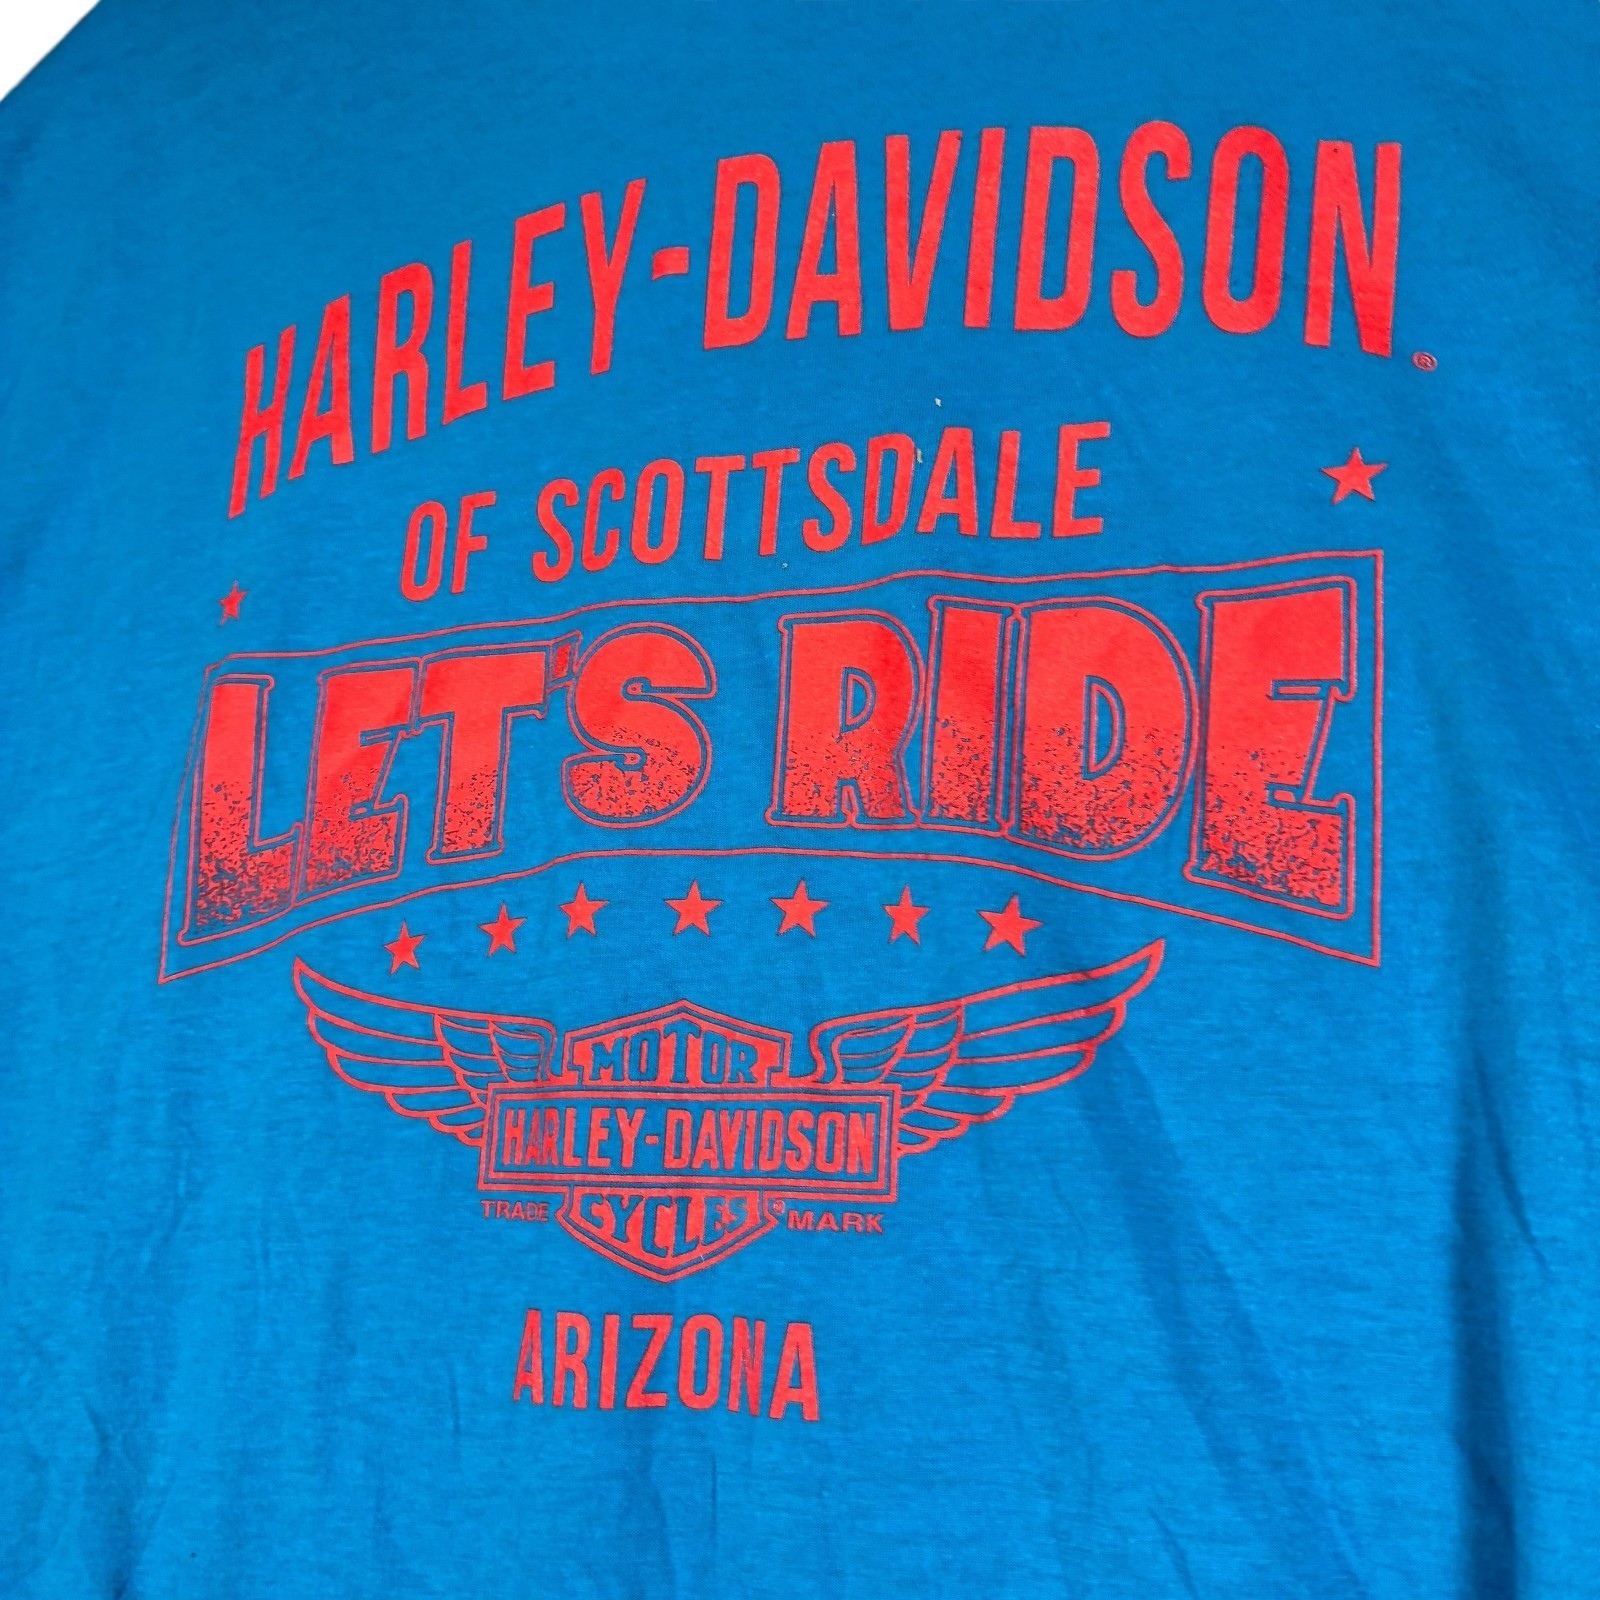 HARLEY-DAVIDSON®
OF SCOTTSDALE
LET'S RIDE
MOTOR
HARLEY-DAVIDSON
TRADE CYCLES ® MARK
ARIZONA